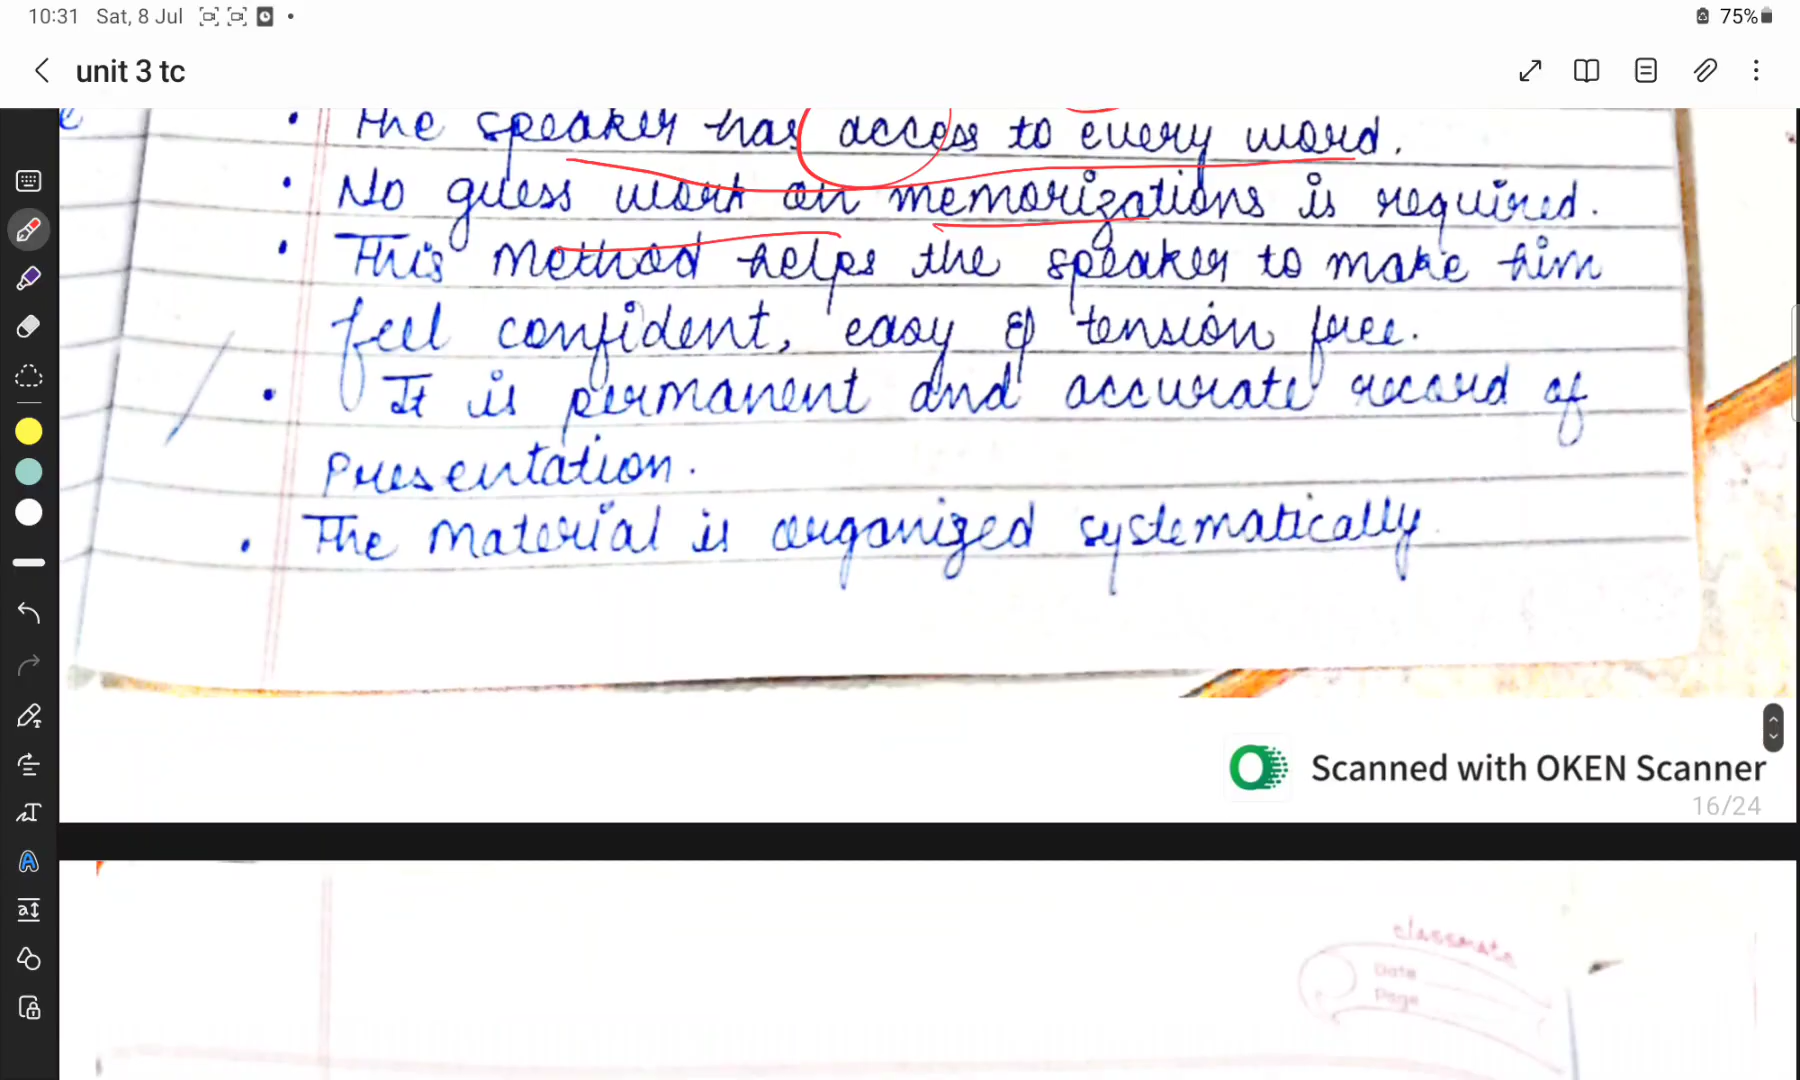 10:31 Sat, 8 Jul
75%
unit 3 tc
• The speaker has access to every word.
• No guess work or memorizations is required.
• This method helps the speaker to make him
feel confident, easy & tension free.
• It is permanent and accurate record of
Presentation.
• The material is organized systematically
Scanned with OKEN Scanner
16/24
classmate
Date
Page